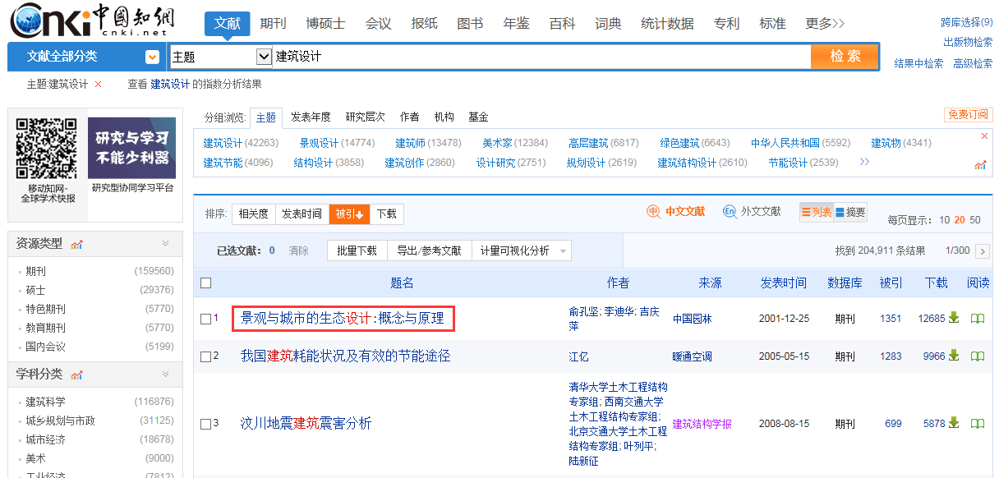 cnki 中國知網
cnki.net
文献 期刊 博硕士 会议 报纸 图书 年鉴 百科 词典 统计数据 专利 标准 更多>>
跨库选择(9)
出版物检索
文献全部分类 主题 建筑设计 检索
结果中检索 高级检索
主题:建筑设计 × 查看 建筑设计 的指数分析结果
研究与学习
不能少利器
移动知网-
全球学术快报
研究型协同学习平台
分组浏览: 主题 发表年度 研究层次 作者 机构 基金
免费订阅
建筑设计(42263) 景观设计(14774) 建筑师(13478) 美术家(12384) 高层建筑(6817) 绿色建筑(6643) 中华人民共和国(5592) 建筑物(4341)
建筑节能(4096) 结构设计(3858) 建筑创作(2860) 设计研究(2751) 规划设计(2619) 建筑结构设计(2610) 节能设计(2539) >>
排序: 相关度 发表时间 被引↓ 下载 中 中文文献 En 外文文献 列表 摘要 每页显示: 10 20 50
已选文献: 0 清除 批量下载 导出/参考文献 计量可视化分析 找到 204,911 条结果 1/300 >
资源类型
期刊 (159560)
硕士 (29376)
特色期刊 (5770)
教育期刊 (5770)
国内会议 (5199)
学科分类
建筑科学 (116876)
城乡规划与市政 (31125)
城市经济 (18678)
美术 (9000)
工业经济 (7812)
题名 作者 来源 发表时间 数据库 被引 下载 阅读
1 景观与城市的生态设计:概念与原理 俞孔坚; 李迪华; 吉庆
萍 中国园林 2001-12-25 期刊 1351 12685
2 我国建筑耗能状况及有效的节能途径 江亿 暖通空调 2005-05-15 期刊 1283 9966
3 汶川地震建筑震害分析 清华大学土木工程结构
专家组; 西南交通大学
土木工程结构专家组;
北京交通大学土木工程
结构专家组; 叶列平;
陆新征 建筑结构学报 2008-08-15 期刊 699 5878